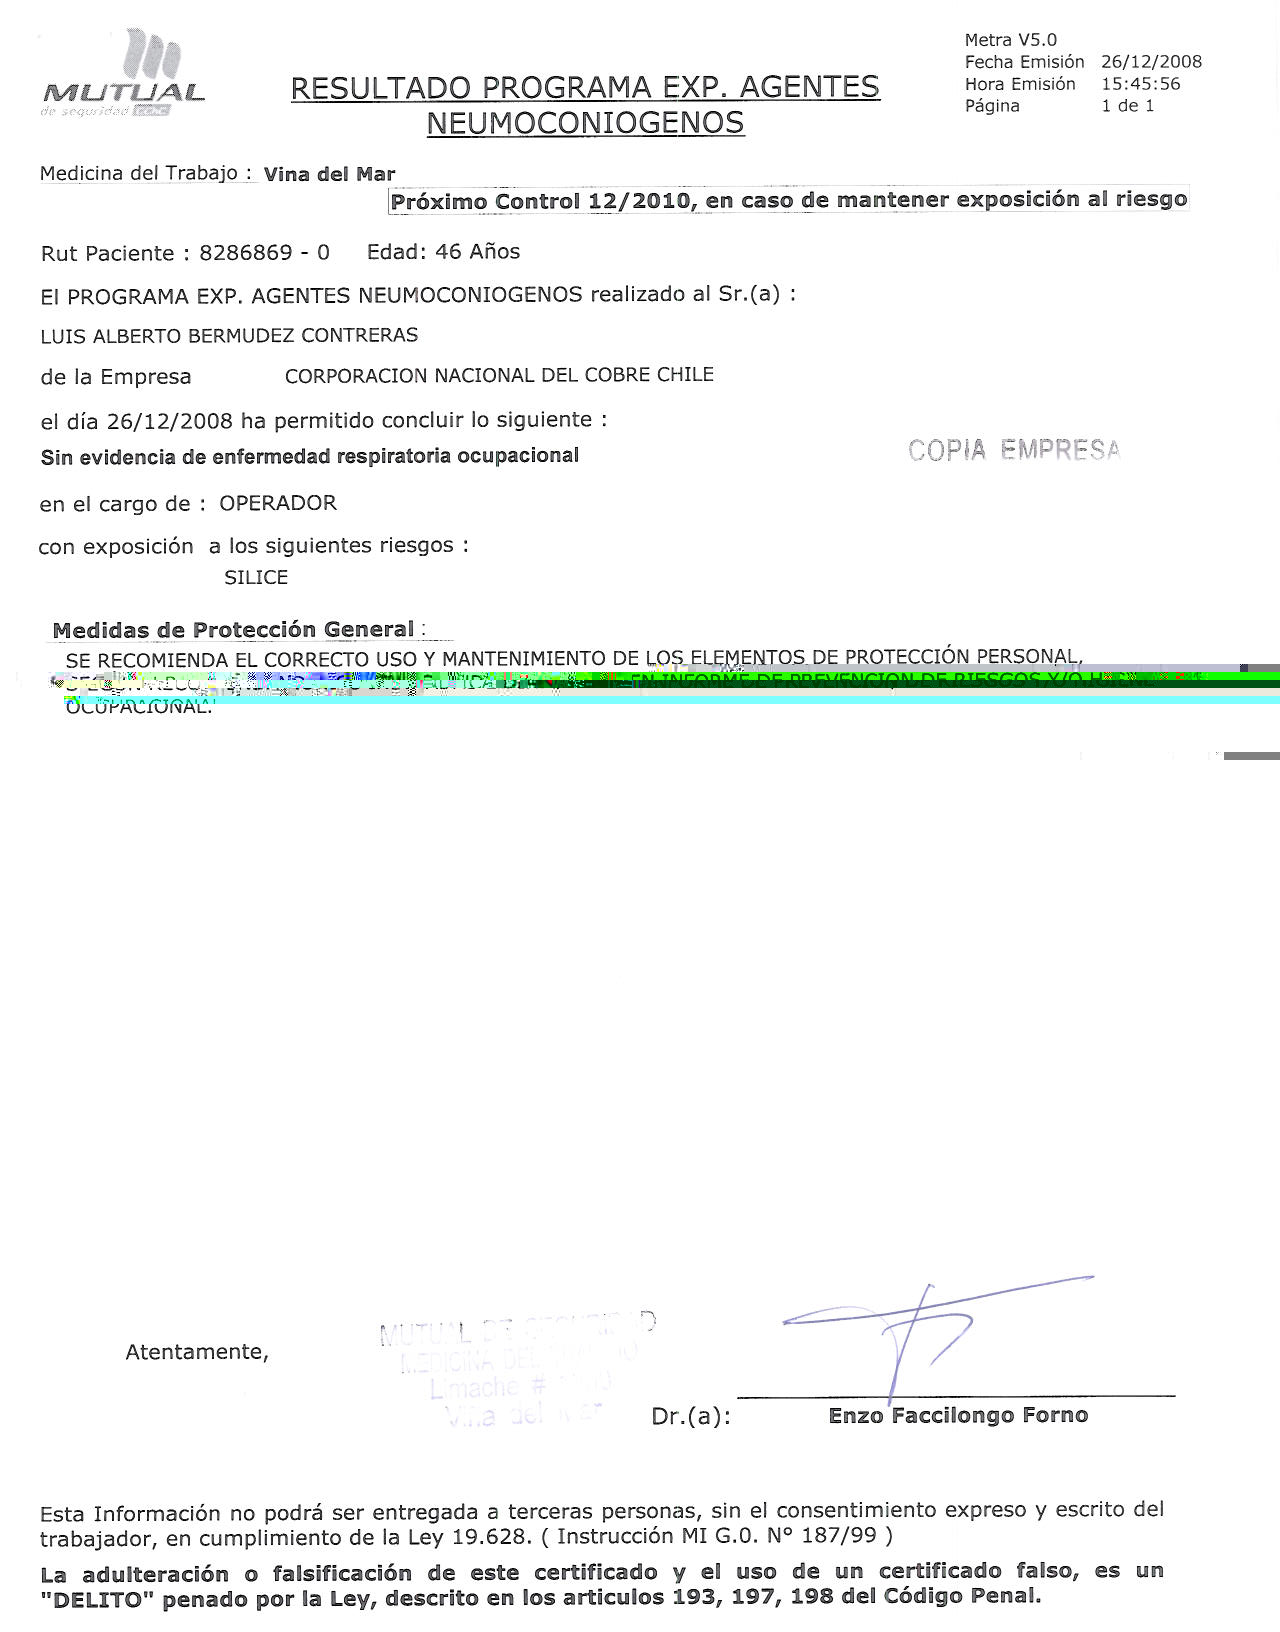 MUTUAL
de seguridad CChC
RESULTADO PROGRAMA EXP. AGENTES
NEUMOCONIOGENOS
Metra V5.0
Fecha Emisión 26/12/2008
Hora Emisión 15:45:56
Página 1 de 1
Medicina del Trabajo : Vina del Mar
Próximo Control 12/2010, en caso de mantener exposición al riesgo
Rut Paciente : 8286869 - 0 Edad: 46 Años
El PROGRAMA EXP. AGENTES NEUMOCONIOGENOS realizado al Sr.(a) :
LUIS ALBERTO BERMUDEZ CONTRERAS
de la Empresa CORPORACION NACIONAL DEL COBRE CHILE
el día 26/12/2008 ha permitido concluir lo siguiente :
Sin evidencia de enfermedad respiratoria ocupacional
COPIA EMPRESA
en el cargo de : OPERADOR
con exposición a los siguientes riesgos :
SILICE
Medidas de Protección General :
SE RECOMIENDA EL CORRECTO USO Y MANTENIMIENTO DE LOS ELEMENTOS DE PROTECCIÓN PERSONAL,
EN INFORME DE PREVENCION DE RIESGOS Y/O
OCUPACIONAL.
Atentamente,
MUTUAL DE SEGURIDAD
MEDICINA DEL TRABAJO
Limache #
Viña del Mar
Dr.(a): Enzo Faccilongo Forno
Esta Información no podrá ser entregada a terceras personas, sin el consentimiento expreso y escrito del
trabajador, en cumplimiento de la Ley 19.628. ( Instrucción MI G.0. Nº 187/99 )
La adulteración o falsificación de este certificado y el uso de un certificado falso, es un
"DELITO" penado por la Ley, descrito en los articulos 193, 197, 198 del Código Penal.